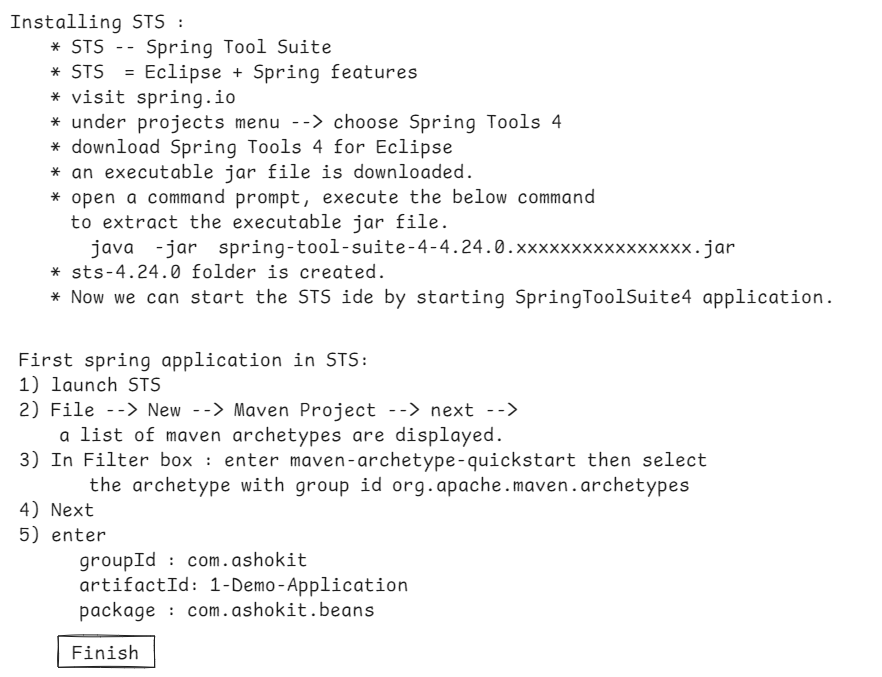 Installing STS :
* STS -- Spring Tool Suite
* STS  = Eclipse + Spring features
* visit spring.io
* under projects menu --> choose Spring Tools 4
* download Spring Tools 4 for Eclipse
* an executable jar file is downloaded.
* open a command prompt, execute the below command
to extract the executable jar file.
java  -jar  spring-tool-suite-4-4.24.0.xxxxxxxxxxxxxxxx.jar
* sts-4.24.0 folder is created.
* Now we can start the STS ide by starting SpringToolSuite4 application.
First spring application in STS:
1) launch STS
2) File --> New --> Maven Project --> next -->
a list of maven archetypes are displayed.
3) In Filter box : enter maven-archetype-quickstart then select
the archetype with group id org.apache.maven.archetypes
4) Next
5) enter
groupId : com.ashokit
artifactId: 1-Demo-Application
package : com.ashokit.beans
Finish